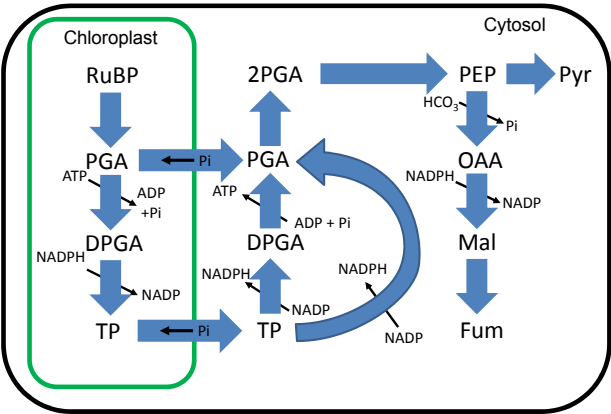 Chloroplast
Cytosol
RuBP
2PGA
PEP
Pyr
HCO3
Pi
PGA
Pi
PGA
OAA
ATP
ADP
+Pi
ATP
ADP + Pi
NADPH
NADP
DPGA
DPGA
Mal
NADPH
NADP
NADPH
NADP
NADPH
NADP
TP
Pi
TP
Fum